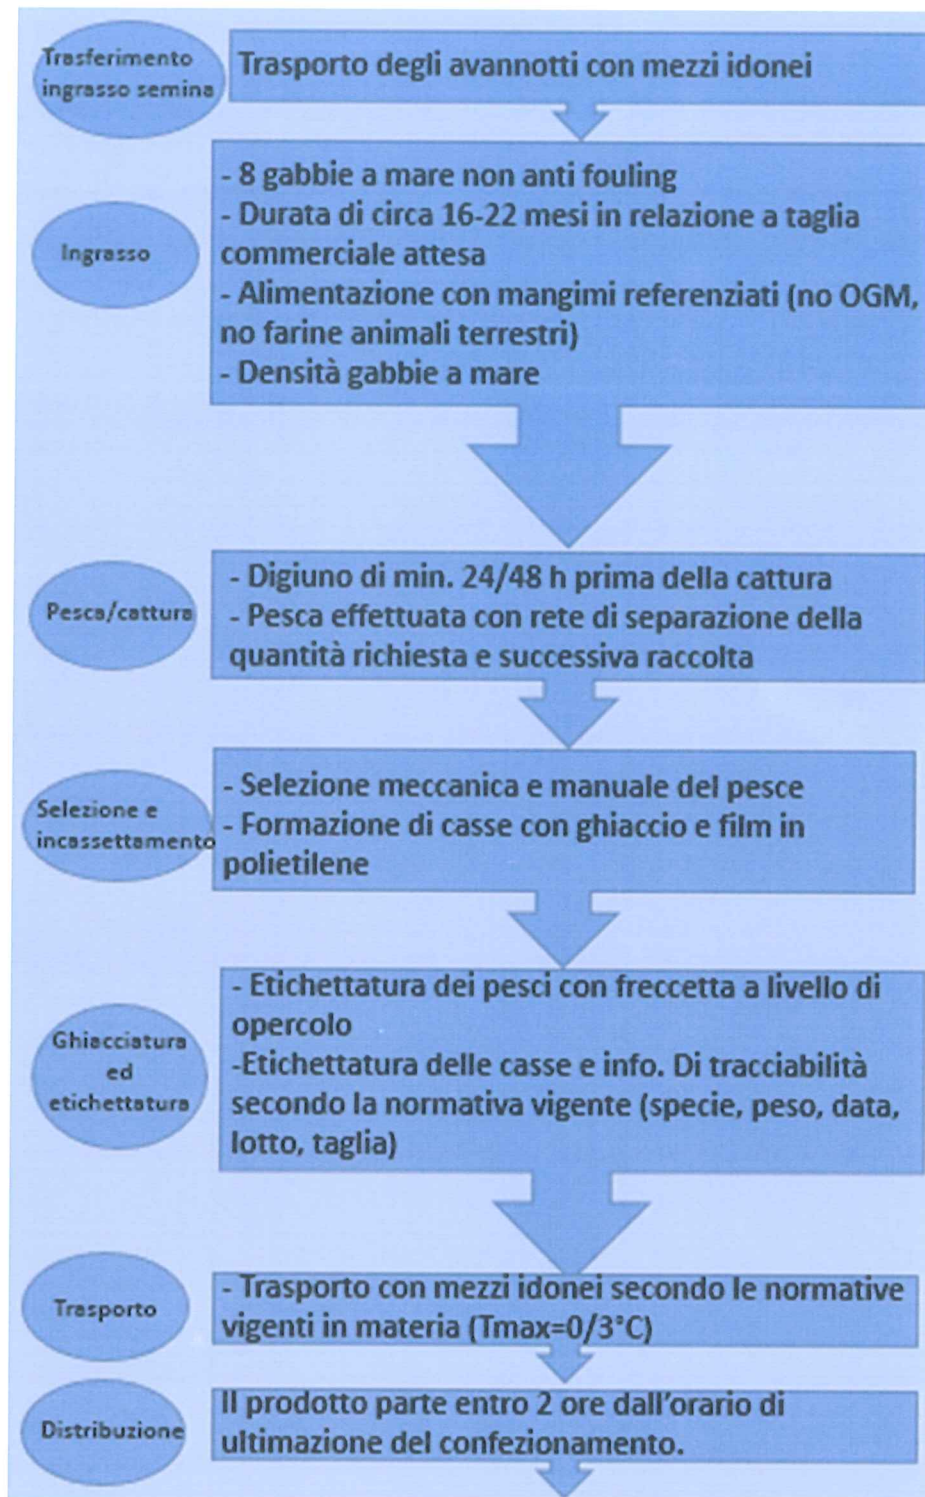 Trasferimento
ingrasso semina
Trasporto degli avannotti con mezzi idonei
Ingrasso
- 8 gabbie a mare non anti fouling
- Durata di circa 16-22 mesi in relazione a taglia
commerciale attesa
- Alimentazione con mangimi referenziati (no OGM,
no farine animali terrestri)
- Densità gabbie a mare
Pesca/cattura
- Digiuno di min. 24/48 h prima della cattura
- Pesca effettuata con rete di separazione della
quantità richiesta e successiva raccolta
Selezione e
incassettamento
- Selezione meccanica e manuale del pesce
- Formazione di casse con ghiaccio e film in
polietilene
Ghiacciatura
ed
etichettatura
- Etichettatura dei pesci con freccetta a livello di
opercolo
-Etichettatura delle casse e info. Di tracciabilità
secondo la normativa vigente (specie, peso, data,
lotto, taglia)
Trasporto
- Trasporto con mezzi idonei secondo le normative
vigenti in materia (Tmax=0/3°C)
Distribuzione
Il prodotto parte entro 2 ore dall'orario di
ultimazione del confezionamento.